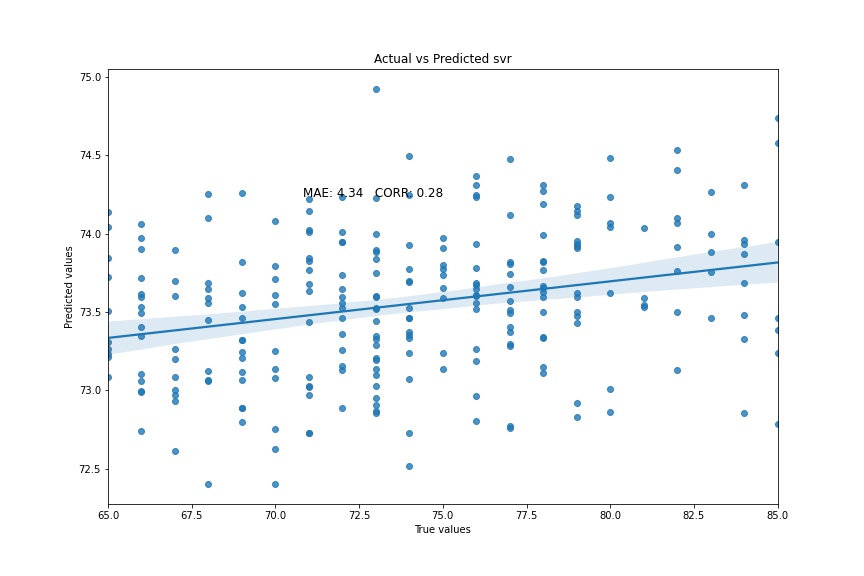 Actual vs Predicted svr
75.0
74.5
74.0
73.5
73.0
72.5
Predicted values
MAE: 4.34 CORR: 0.28
65.0 67.5 70.0 72.5 75.0 77.5 80.0 82.5 85.0
True values